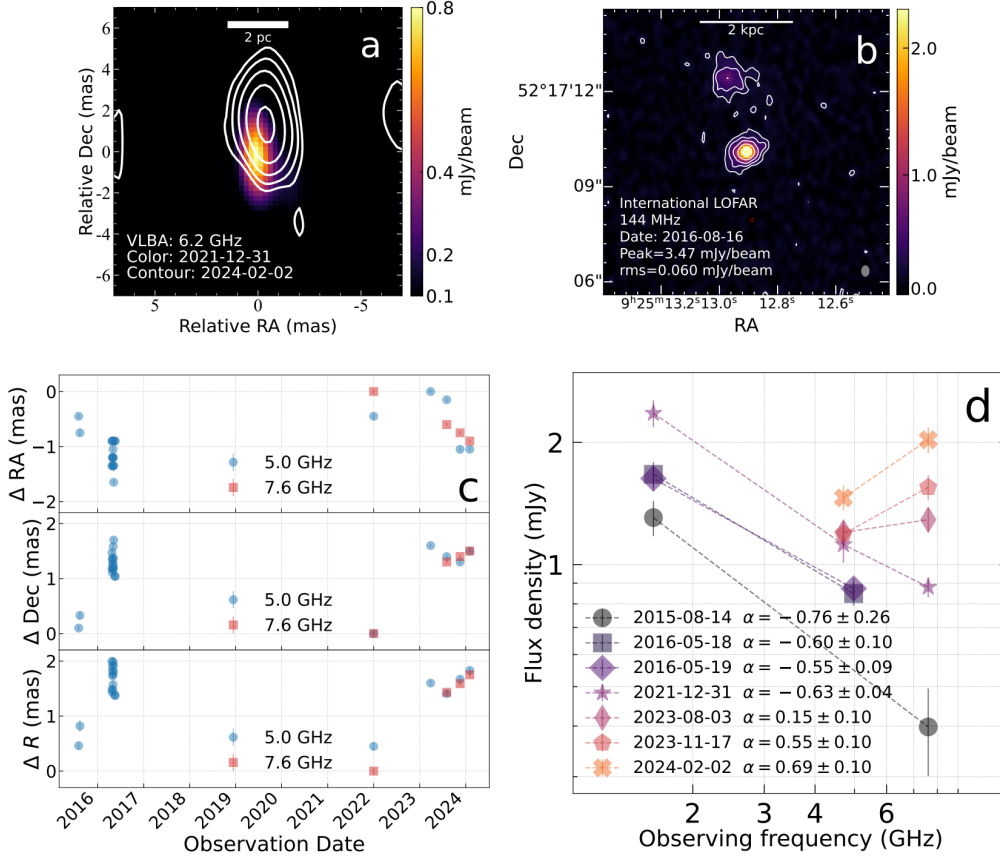 a
2 pc
6
4
2
0
-2
-4
-6
Relative Dec (mas)
VLBA: 6.2 GHz
Color: 2021-12-31
Contour: 2024-02-02
5
0
-5
Relative RA (mas)
0.8
0.4
0.2
0.1
mJy/beam
b
2 kpc
52°17'12"
09"
06"
Dec
International LOFAR
144 MHz
Date: 2016-08-16
Peak=3.47 mJy/beam
rms=0.060 mJy/beam
9ʰ25ᵐ13.2ˢ13.0ˢ 12.8ˢ 12.6ˢ
RA
2.0
1.0
0.0
mJy/beam
0
−1
−2
Δ RA (mas)
5.0 GHz
7.6 GHz
c
2
1
0
Δ Dec (mas)
5.0 GHz
7.6 GHz
2
1
0
Δ R (mas)
5.0 GHz
7.6 GHz
2016
2017
2018
2019
2020
2021
2022
2023
2024
Observation Date
d
2
1
Flux density (mJy)
2015-08-14 α = −0.76 ± 0.26
2016-05-18 α = −0.60 ± 0.10
2016-05-19 α = −0.55 ± 0.09
2021-12-31 α = −0.63 ± 0.04
2023-08-03 α = 0.15 ± 0.10
2023-11-17 α = 0.55 ± 0.10
2024-02-02 α = 0.69 ± 0.10
2 3 4 6
Observing frequency (GHz)